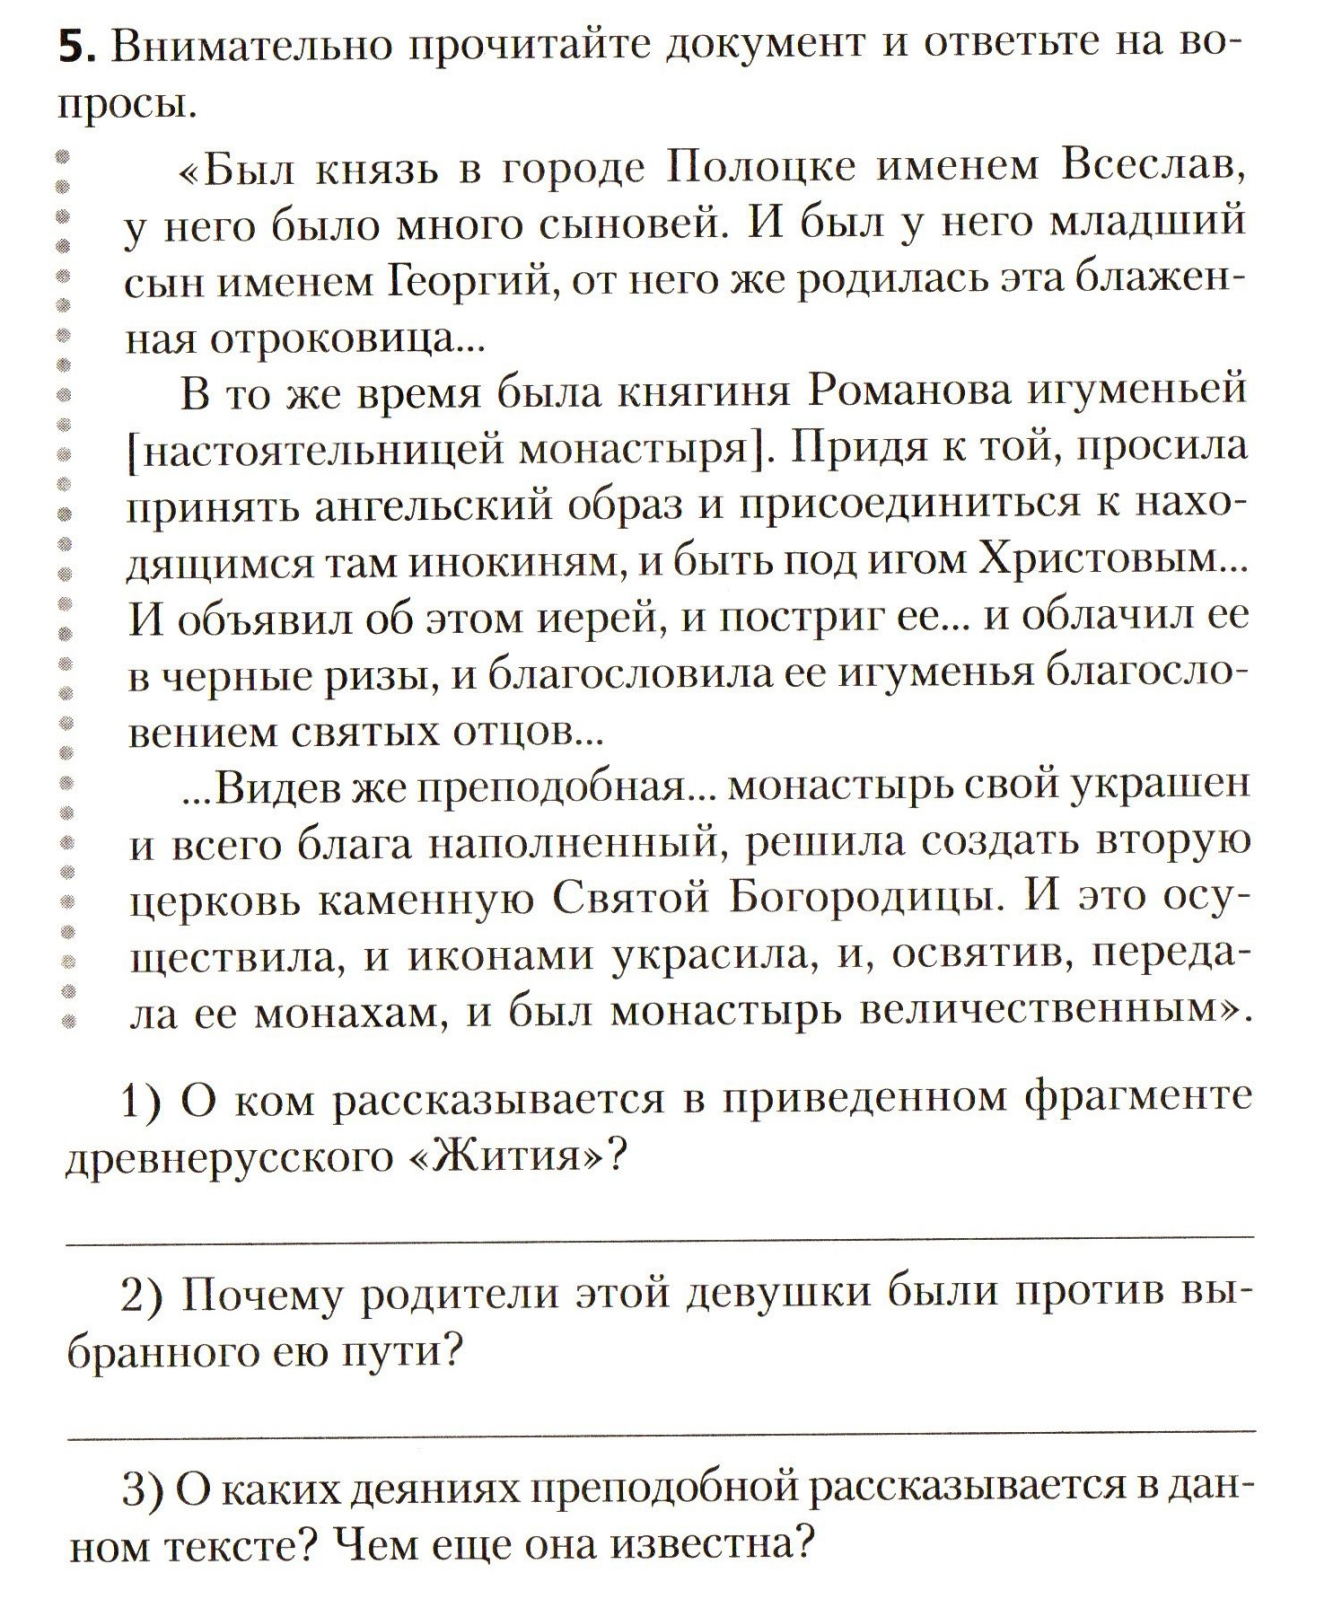 5. Внимательно прочитайте документ и ответьте на во-
просы.
«Был князь в городе Полоцке именем Всеслав,
у него было много сыновей. И был у него младший
сын именем Георгий, от него же родилась эта блажен-
ная отроковица...
В то же время была княгиня Романова игуменьей
[настоятельницей монастыря]. Придя к той, просила
принять ангельский образ и присоединиться к нахо-
дящимся там инокиням, и быть под игом Христовым...
И объявил об этом иерей, и постриг ее... и облачил ее
в черные ризы, и благословила ее игуменья благосло-
вением святых отцов...
...Видев же преподобная... монастырь свой украшен
и всего блага наполненный, решила создать вторую
церковь каменную Святой Богородицы. И это осу-
ществила, и иконами украсила, и, освятив, переда-
ла ее монахам, и был монастырь величественным».
1) О ком рассказывается в приведенном фрагменте
древнерусского «Жития»?
2) Почему родители этой девушки были против вы-
бранного ею пути?
3) О каких деяниях преподобной рассказывается в дан-
ном тексте? Чем еще она известна?